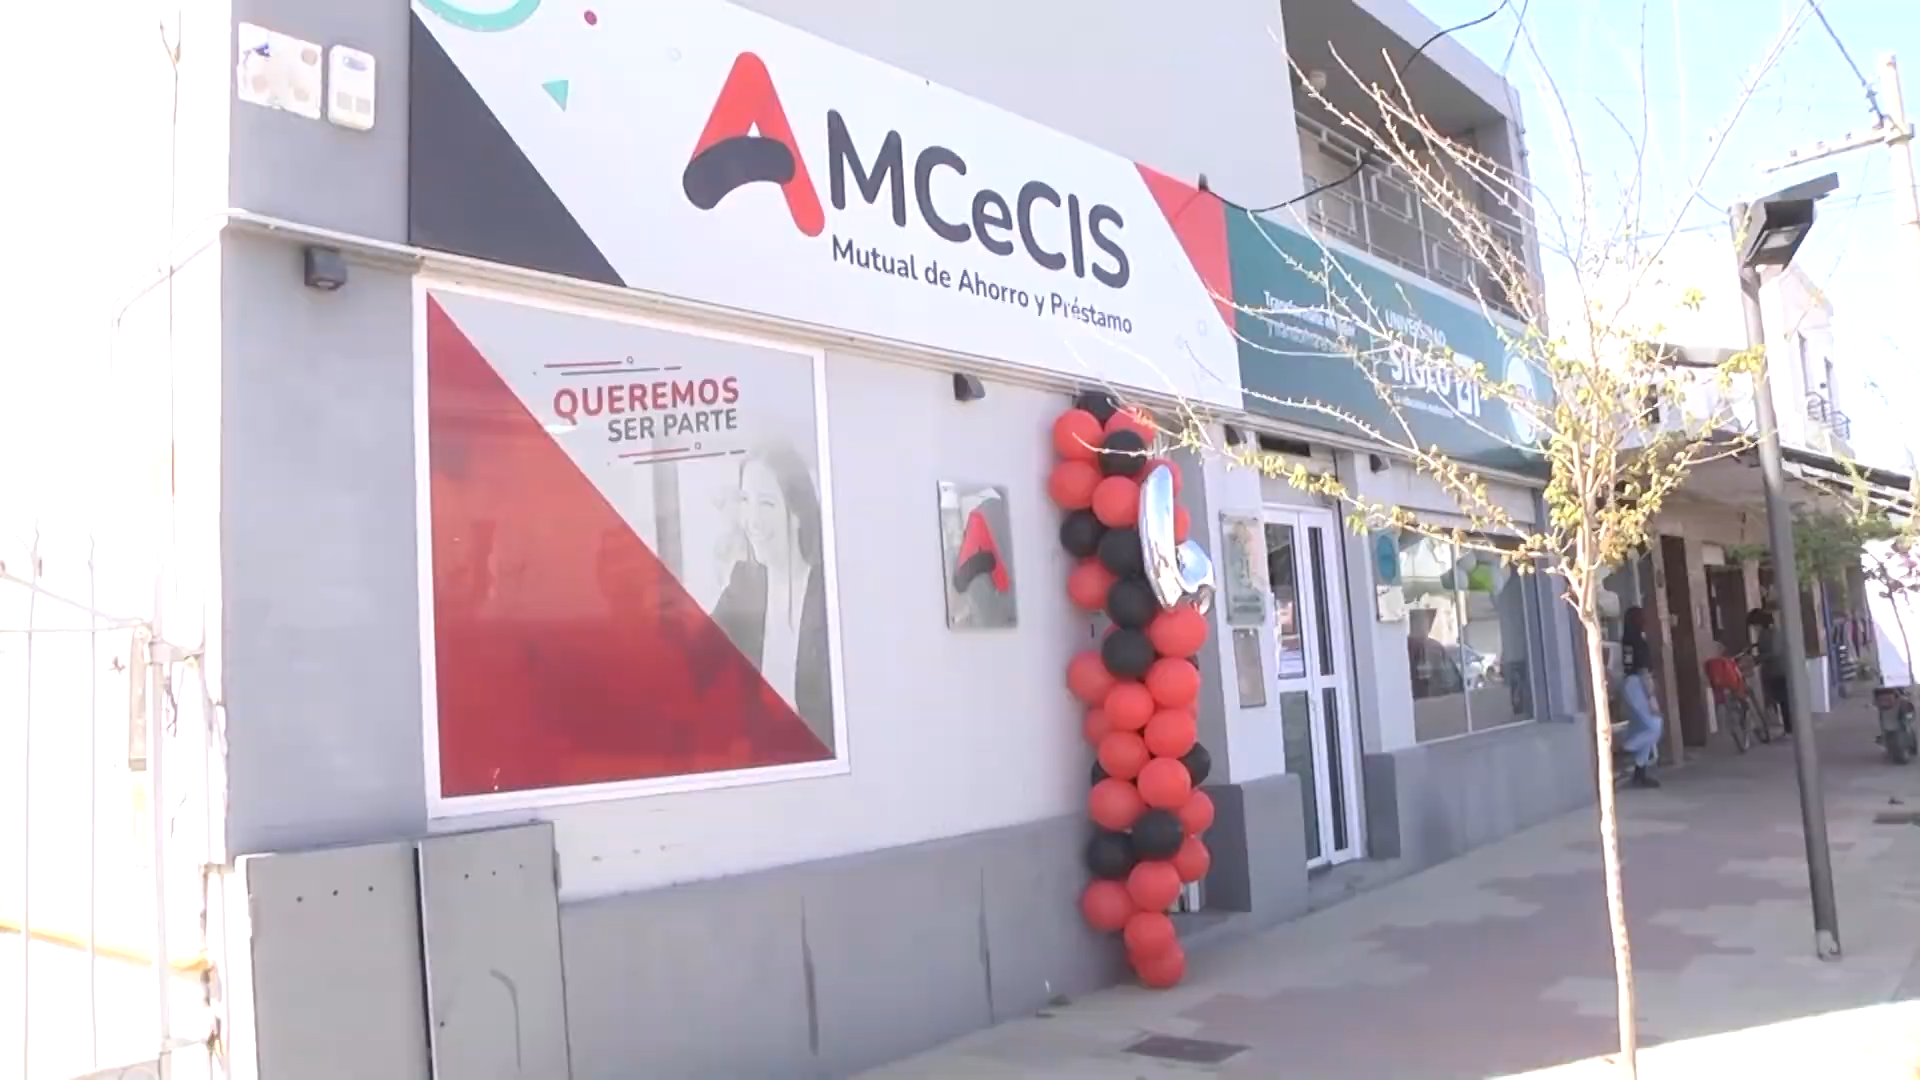 AMCeCIS
Mutual de Ahorro y Préstamo
QUEREMOS
SER PARTE
UNIVERSIDAD
SIGLO 21